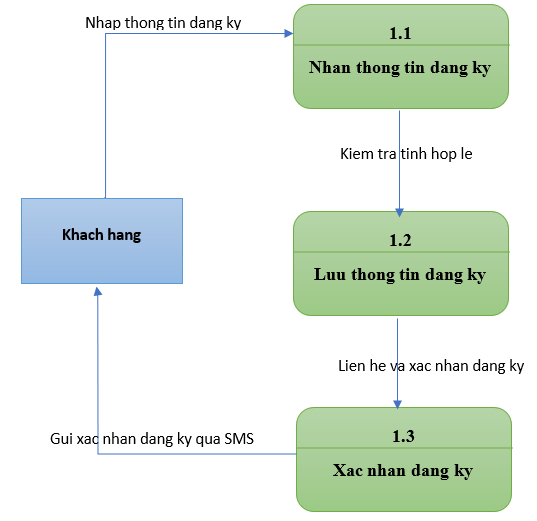 Nhap thong tin dang ky
1.1
Nhan thong tin dang ky
Kiem tra tinh hop le
Khach hang
1.2
Luu thong tin dang ky
Lien he va xac nhan dang ky
1.3
Gui xac nhan dang ky qua SMS
Xac nhan dang ky